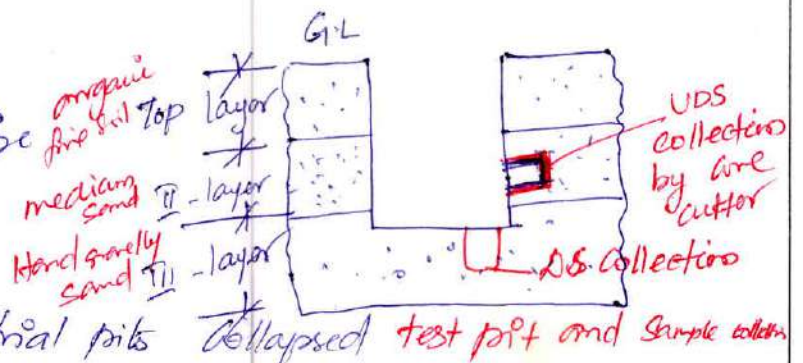 G.L
organic
fine soil Top layer
medium
sand II-layer
Hard gravelly
sand III-layer
UDS
collection
by core
cutter
DS. Collection
trial pits Collapsed test pit and Sample collection